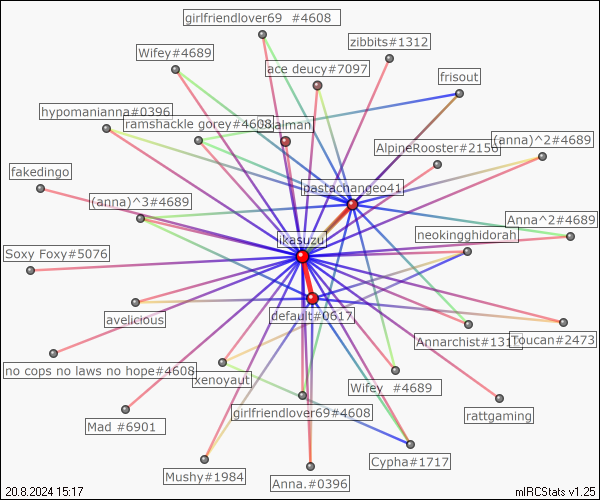 girlfriendlover69 #4608
zibbits#1312
Wifey#4689
ace deucy#7097
frisout
hypomanianna#0396
ramshackle gorey#4608
alman
AlpineRooster#2150
(anna)^2#4689
fakedingo
pastachangeo41
(anna)^3#4689
Anna^2#4689
ikasuzu
neokingghidorah
Soxy Foxy#5076
avelicious
default#0617
Annarchist#131
Toucan#2473
no cops no laws no hope#4608
xenoyaut
Wifey #4689
girlfriendlover69#4608
rattgaming
Mad #6901
Cypha#1717
Mushy#1984
Anna.#0396
20.8.2024 15:17
mIRCStats v1.25